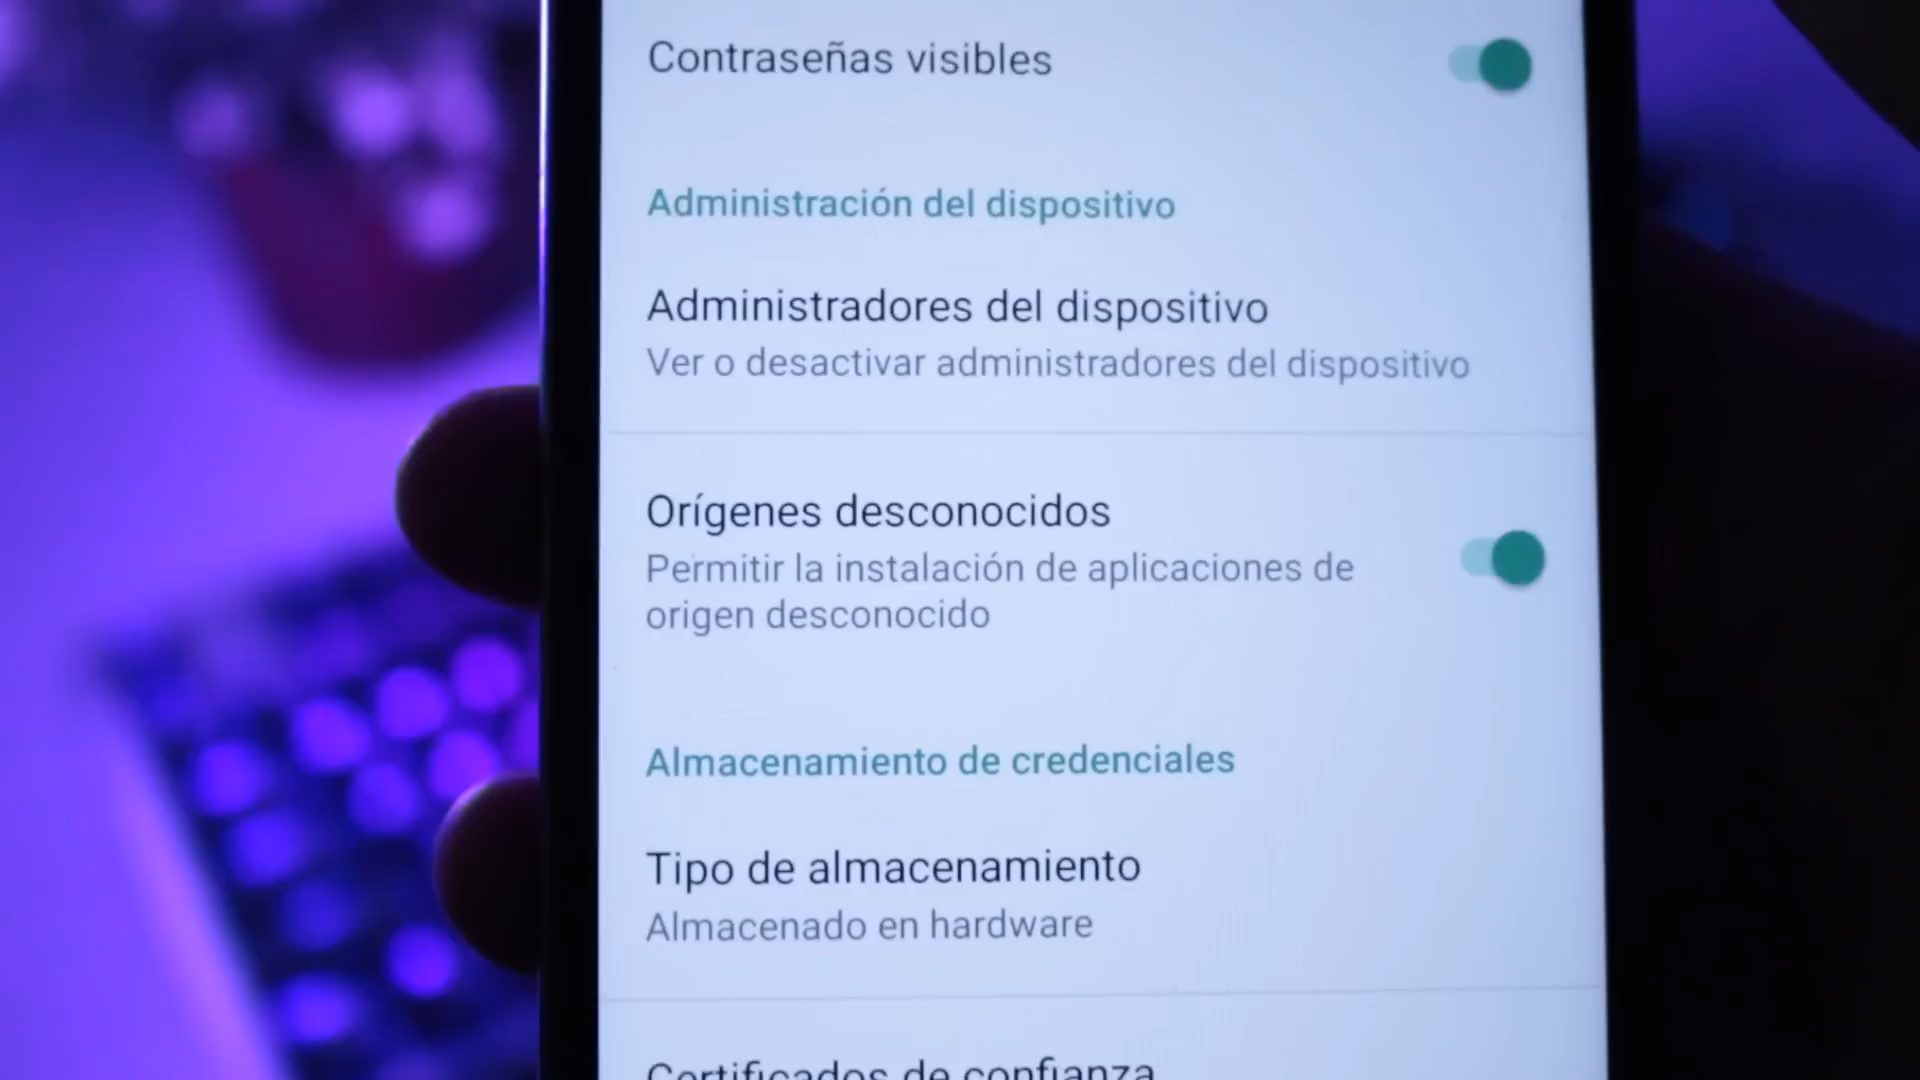 Contraseñas visibles
Administración del dispositivo
Administradores del dispositivo
Ver o desactivar administradores del dispositivo
Orígenes desconocidos
Permitir la instalación de aplicaciones de
origen desconocido
Almacenamiento de credenciales
Tipo de almacenamiento
Almacenado en hardware
Certificados de confianza